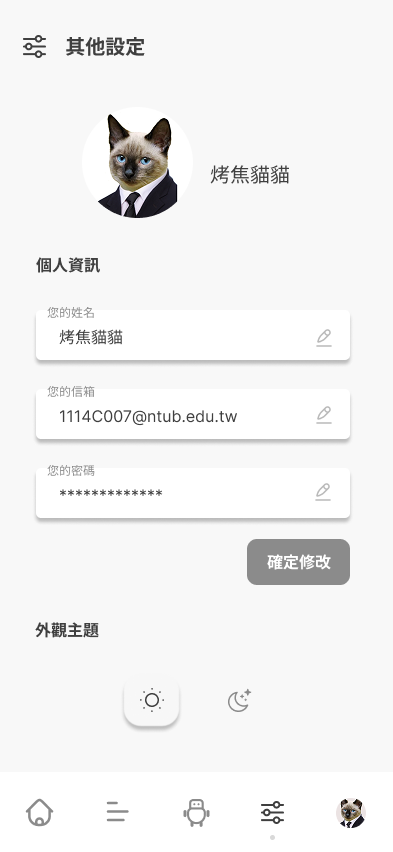 其他設定
烤焦貓貓
個人資訊
您的姓名
烤焦貓貓
您的信箱
1114C007@ntub.edu.tw
您的密碼
*************
確定修改
外觀主題